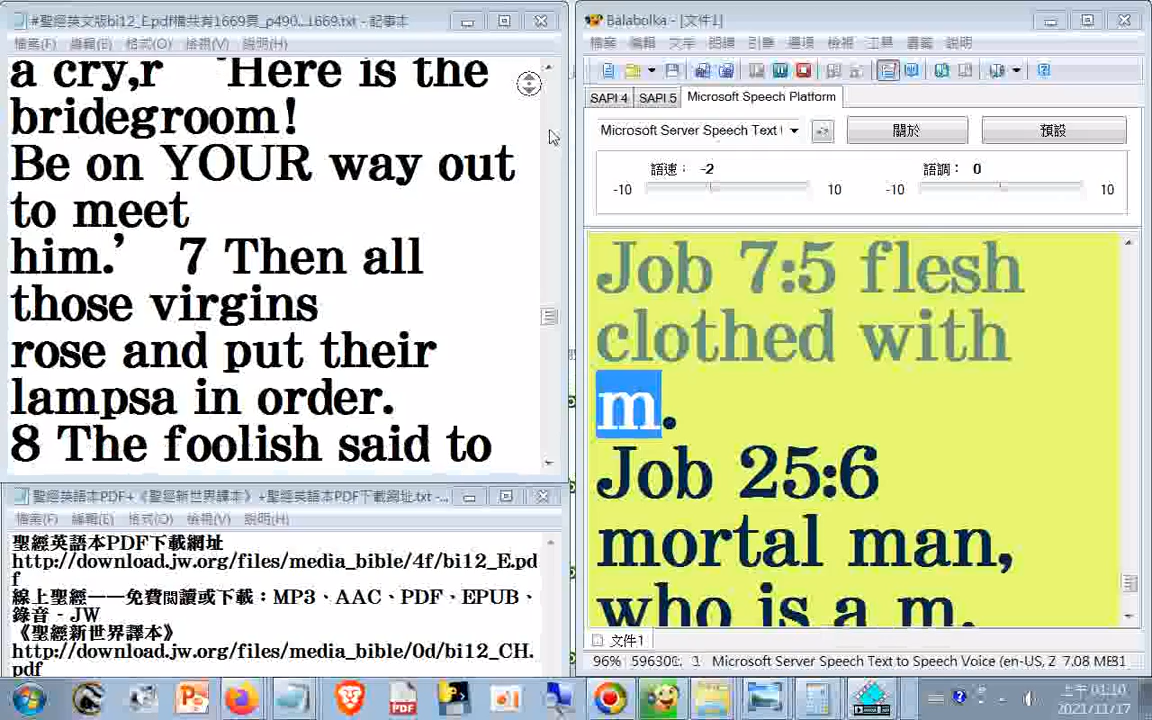 #聖經英文版bi12_E.pdf檔共有1669頁_p490...1669.txt - 記事本
檔案(F) 編輯(E) 格式(O) 檢視(V) 說明(H)
a cry,r
'Here is the
bridegroom!
Be on YOUR way out
to meet
him.’ 7 Then all
those virgins
rose and put their
lampsa in order.
8 The foolish said to
聖經英語本PDF+《聖經新世界譯本》+聖經英語本PDF下載網址.txt -...
檔案(F) 編輯(E) 格式(O) 檢視(V) 說明(H)
聖經英語本PDF下載網址
http://download.jw.org/files/media_bible/4f/bi12_E.pd
f
線上聖經——免費閱讀或下載：MP3、AAC、PDF、EPUB、
錄音 - JW
《聖經新世界譯本》
http://download.jw.org/files/media_bible/0d/bi12_CH.
pdf
Balabolka - [文件1]
檔案 編輯 文字 朗讀 引擎 選項 檢視 工具 書籤 說明
SAPI 4 SAPI 5 Microsoft Speech Platform
Microsoft Server Speech Text 關於 預設
語速： -2 語調： 0
-10 10 -10 10
Job 7:5 flesh
clothed with
m.
Job 25:6
mortal man,
who is a m.
文件1
96% Microsoft Server Speech Text to Speech Voice (en-US, Z 7.08 MB
上午 01:10
2021/11/17